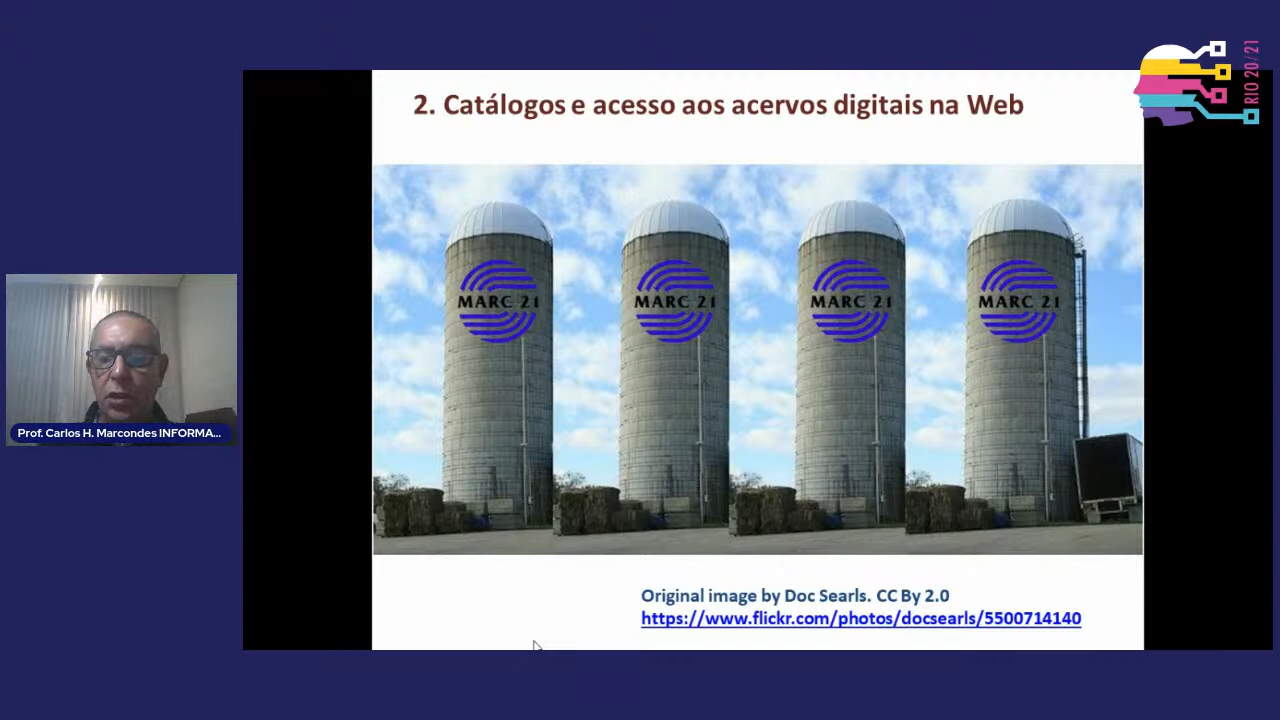 RIO 20/21
2. Catálogos e acesso aos acervos digitais na Web
MARC 21
MARC 21
MARC 21
MARC 21
Prof. Carlos H. Marcondes INFORMA...
Original image by Doc Searls. CC By 2.0
https://www.flickr.com/photos/docsearls/5500714140